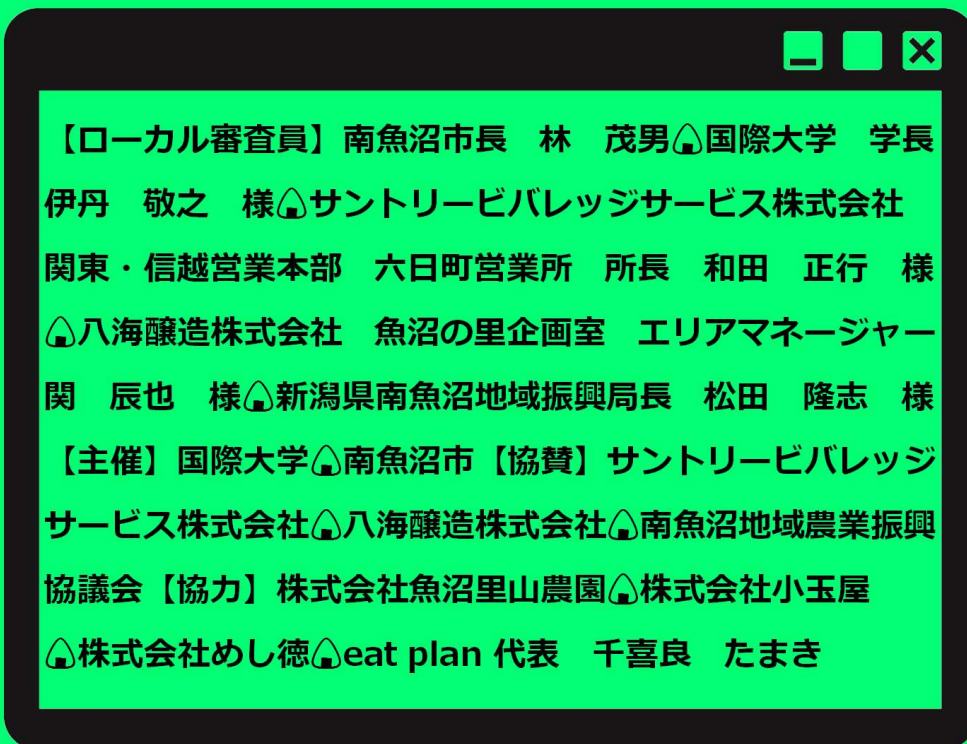 【ローカル審査員】南魚沼市長　林　茂男🍙国際大学　学長
伊丹　敬之　様🍙サントリービバレッジサービス株式会社
関東・信越営業本部　六日町営業所　所長　和田　正行　様
🍙八海醸造株式会社　魚沼の里企画室　エリアマネージャー
関　辰也　様🍙新潟県南魚沼地域振興局長　松田　隆志　様
【主催】国際大学🍙南魚沼市【協賛】サントリービバレッジ
サービス株式会社🍙八海醸造株式会社🍙南魚沼地域農業振興
協議会【協力】株式会社魚沼里山農園🍙株式会社小玉屋
🍙株式会社めし徳🍙eat plan 代表　千喜良　たまき